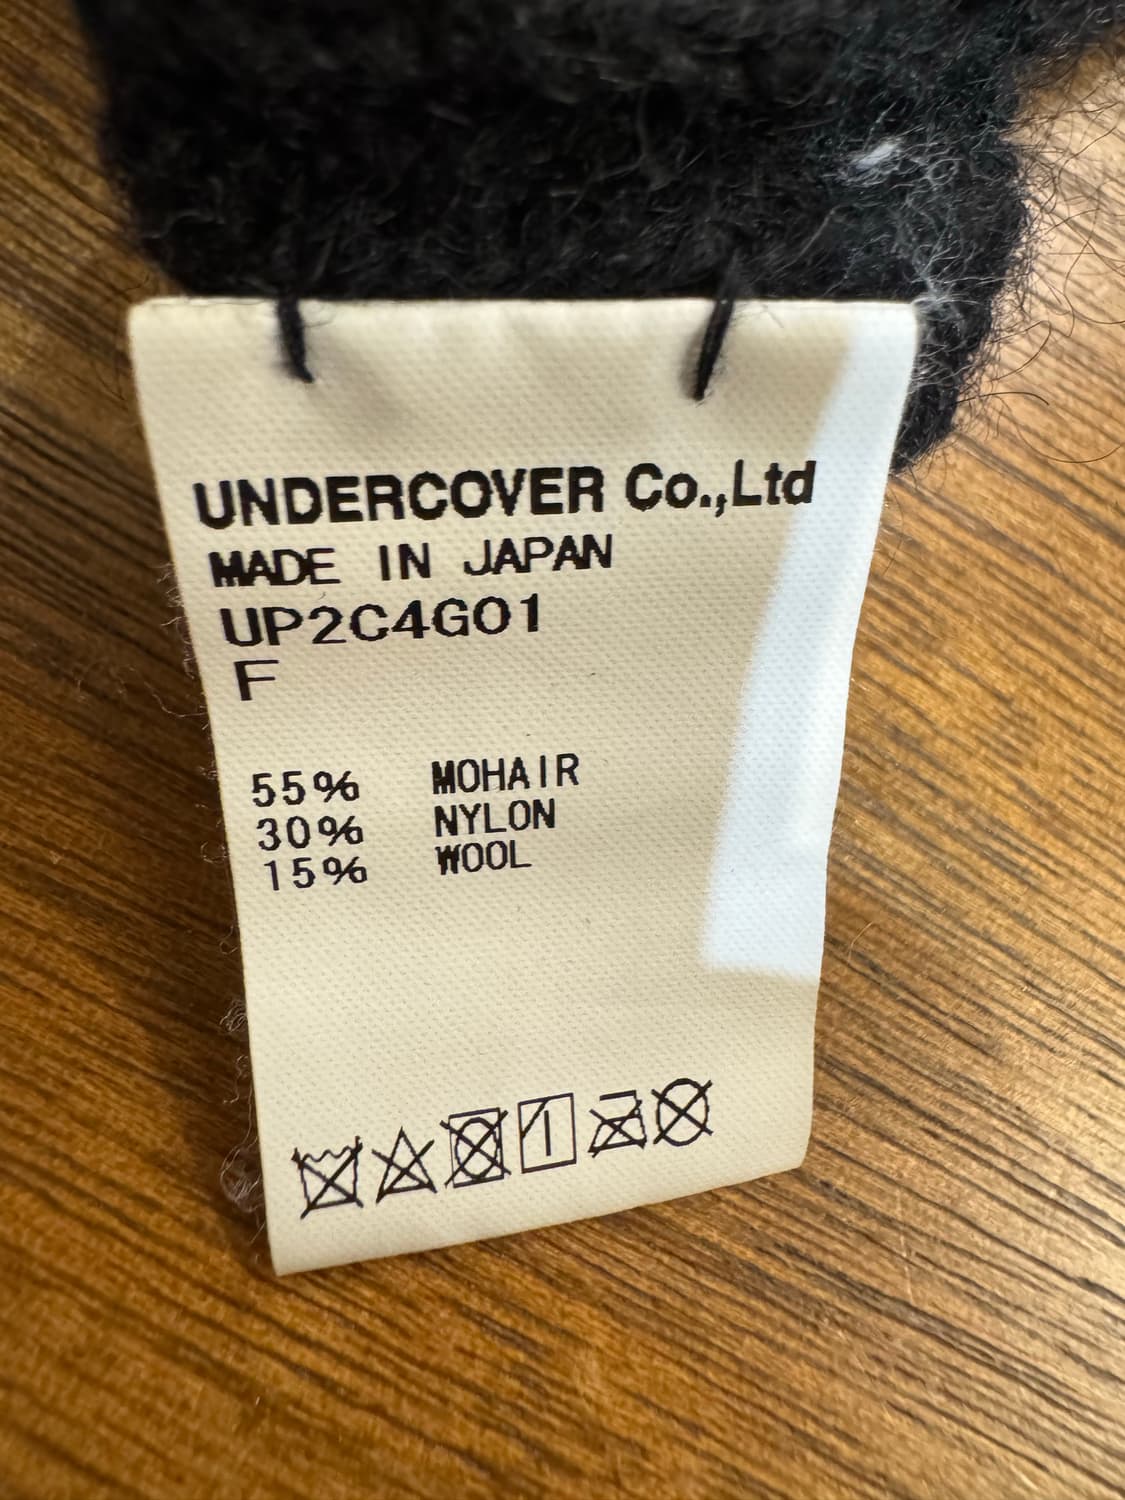 UNDERCOVER Co.,Ltd
MADE IN JAPAN
UP2C4G01
F
55% MOHAIR
30% NYLON
15% WOOL